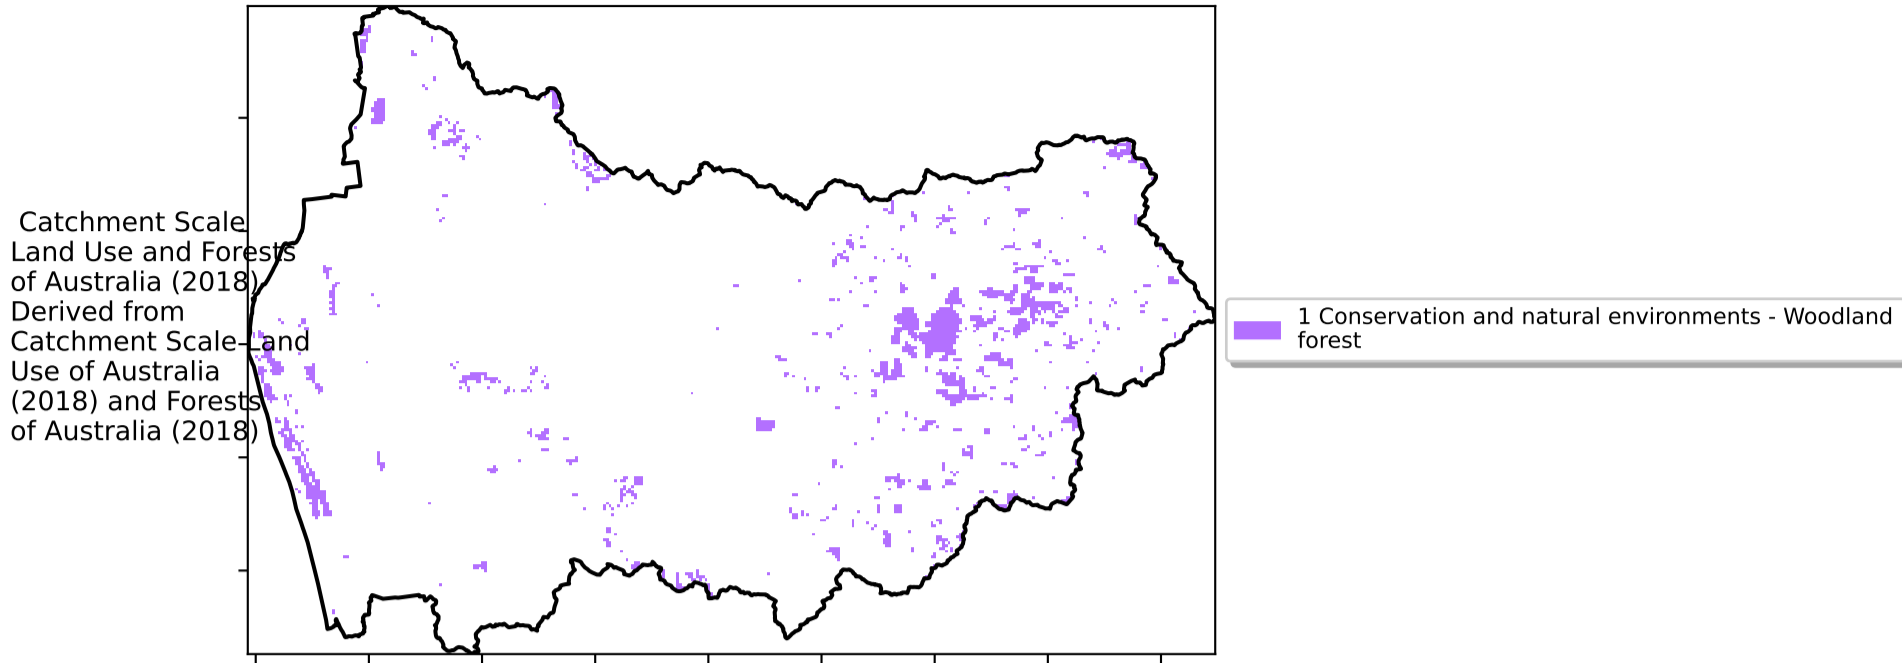 Catchment Scale
Land Use and Forests
of Australia (2018)
Derived from
Catchment Scale Land
Use of Australia
(2018) and Forests
of Australia (2018)
1 Conservation and natural environments - Woodland
forest